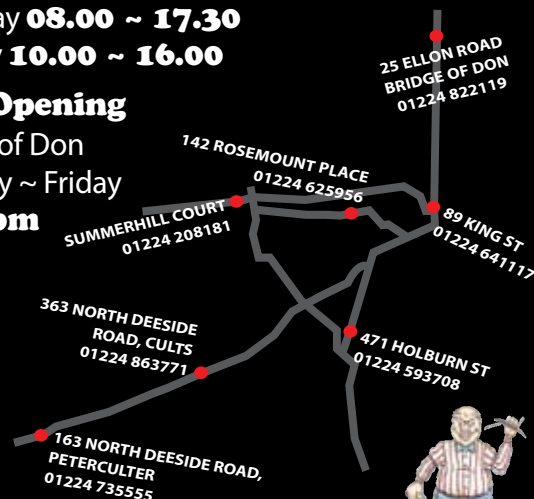 ay 08.00 ~ 17.30
10.00 ~ 16.00
Opening
of Don
y ~ Friday
om
25 ELLON ROAD
BRIDGE OF DON
01224 822119
142 ROSEMOUNT PLACE
01224 625956
SUMMERHILL COURT
01224 208181
89 KING ST
01224 641117
363 NORTH DEESIDE
ROAD, CULTS
01224 863771
471 HOLBURN ST
01224 593708
163 NORTH DEESIDE ROAD,
PETERCULTER
01224 735555